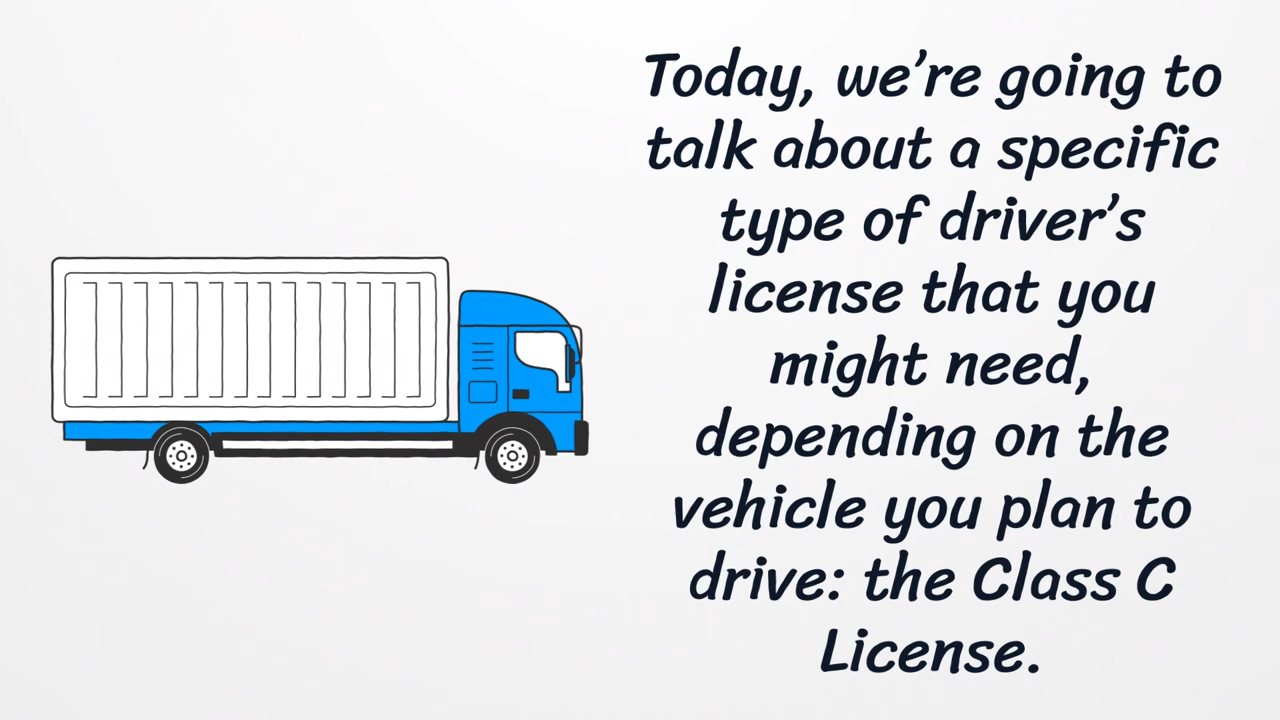 Today, we're going to
talk about a specific
type of driver's
license that you
might need,
depending on the
vehicle you plan to
drive: the Class C
License.